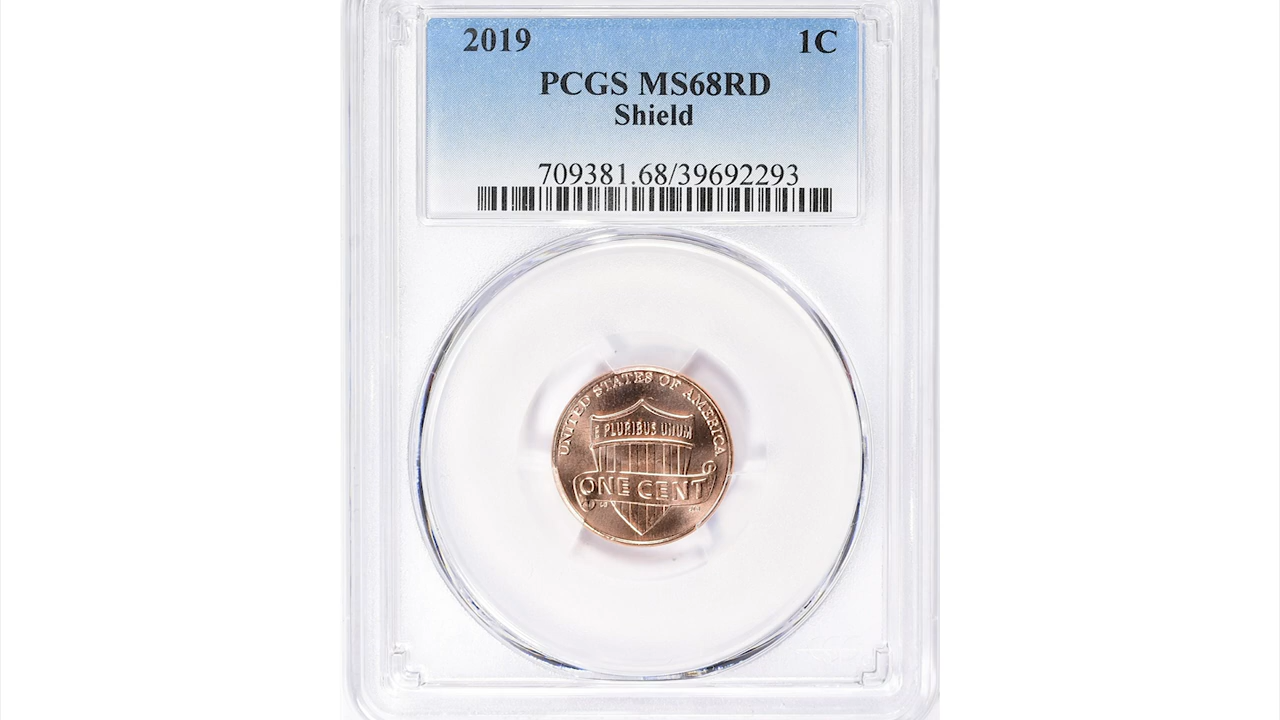 2019 1C
PCGS MS68RD
Shield
709381.68/39692293
UNITED STATES OF AMERICA
E PLURIBUS UNUM
ONE CENT